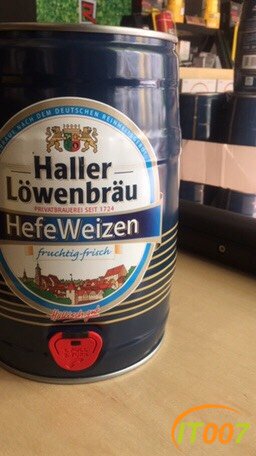 Haller
Löwenbräu
PRIVATBRAUEREI SEIT 1724
HefeWeizen
fruchtig-frisch
IT007